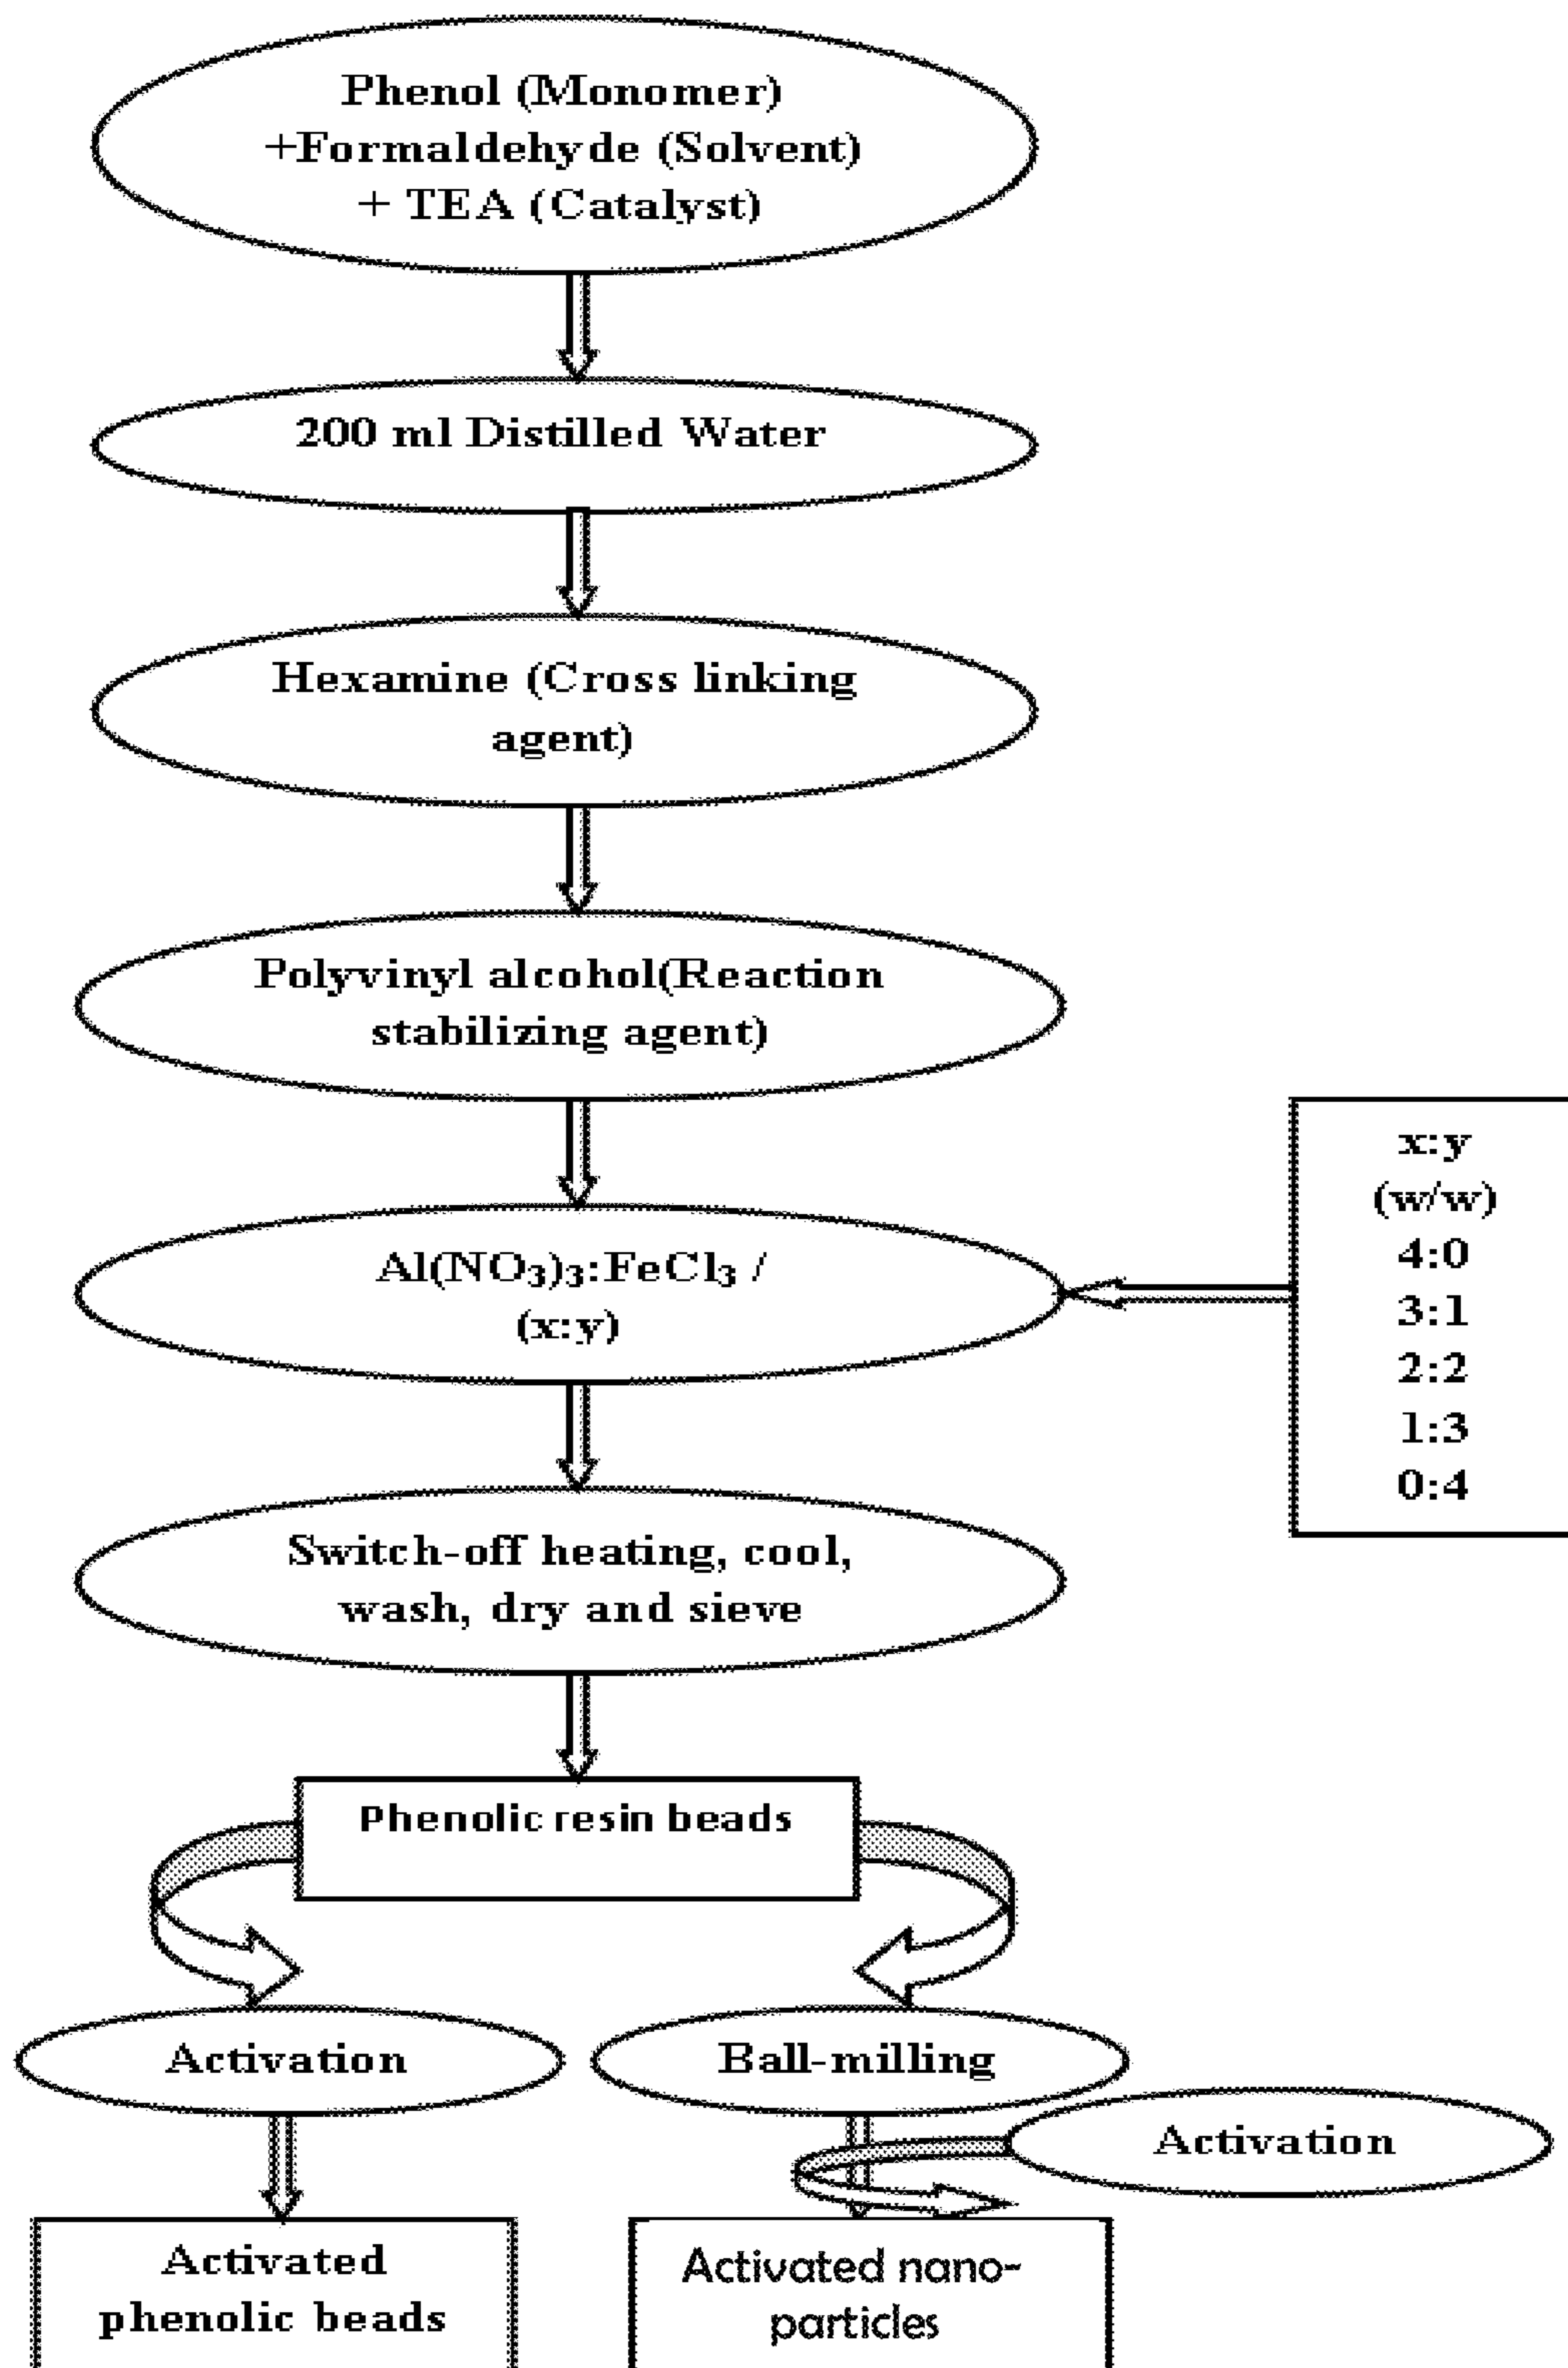 Phenol (Monomer)
+Formaldehyde (Solvent)
+ TEA (Catalyst)
200 ml Distilled Water
Hexamine (Cross linking
agent)
Polyvinyl alcohol(Reaction
stabilizing agent)
Al(NO₃)₃:FeCl₃ /
(x:y)
x:y
(w/w)
4:0
3:1
2:2
1:3
0:4
Switch-off heating, cool,
wash, dry and sieve
Phenolic resin beads
Activation
Ball-milling
Activation
Activated
phenolic beads
Activated nano-
particles